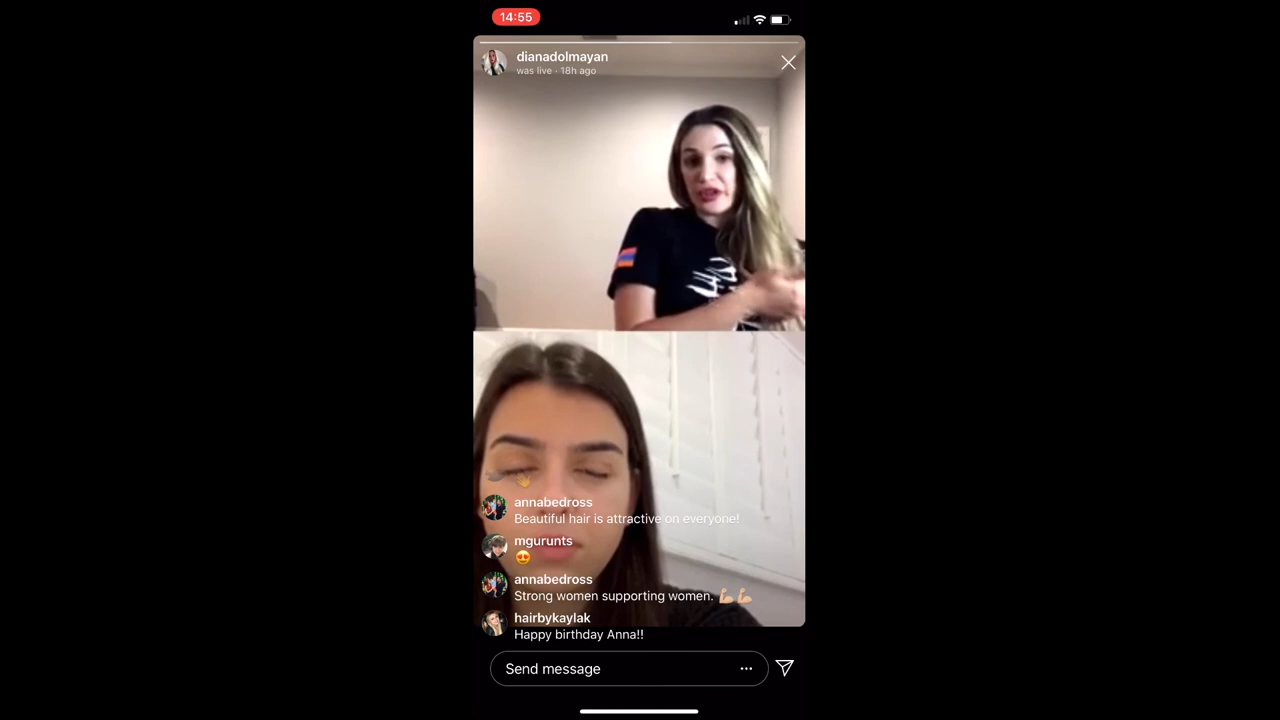 14:55
dianadolmayan
was live · 18h ago
annabedross
Beautiful hair is attractive on everyone!
mgurunts
😍
annabedross
Strong women supporting women. 💪🏼💪🏼
hairbykaylak
Happy birthday Anna!!
Send message